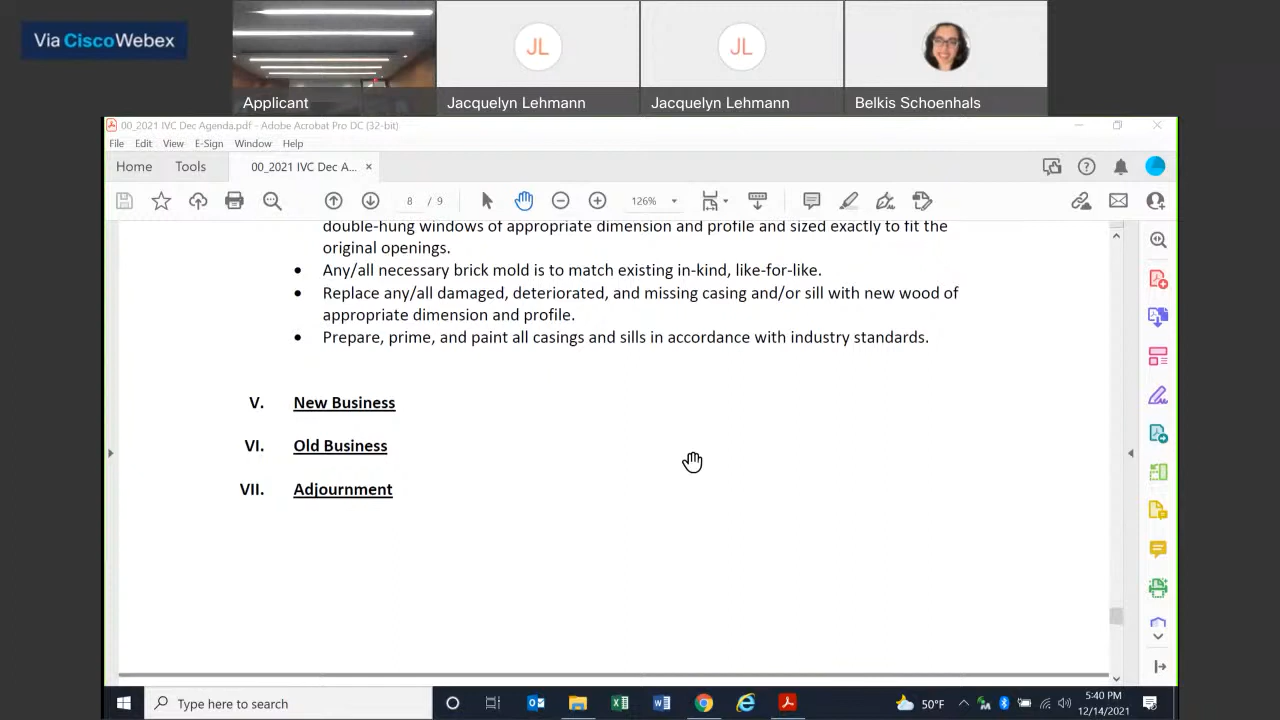 Via Cisco Webex
JL
JL
Applicant
Jacquelyn Lehmann
Jacquelyn Lehmann
Belkis Schoenhals
00_2021 IVC Dec Agenda.pdf - Adobe Acrobat Pro DC (32-bit)
File Edit View E-Sign Window Help
Home Tools 00_2021 IVC Dec A... ×
8 / 9 126%
double-hung windows of appropriate dimension and profile and sized exactly to fit the
original openings.
• Any/all necessary brick mold is to match existing in-kind, like-for-like.
• Replace any/all damaged, deteriorated, and missing casing and/or sill with new wood of
appropriate dimension and profile.
• Prepare, prime, and paint all casings and sills in accordance with industry standards.
V. New Business
VI. Old Business
VII. Adjournment
Type here to search
50°F
5:40 PM
12/14/2021